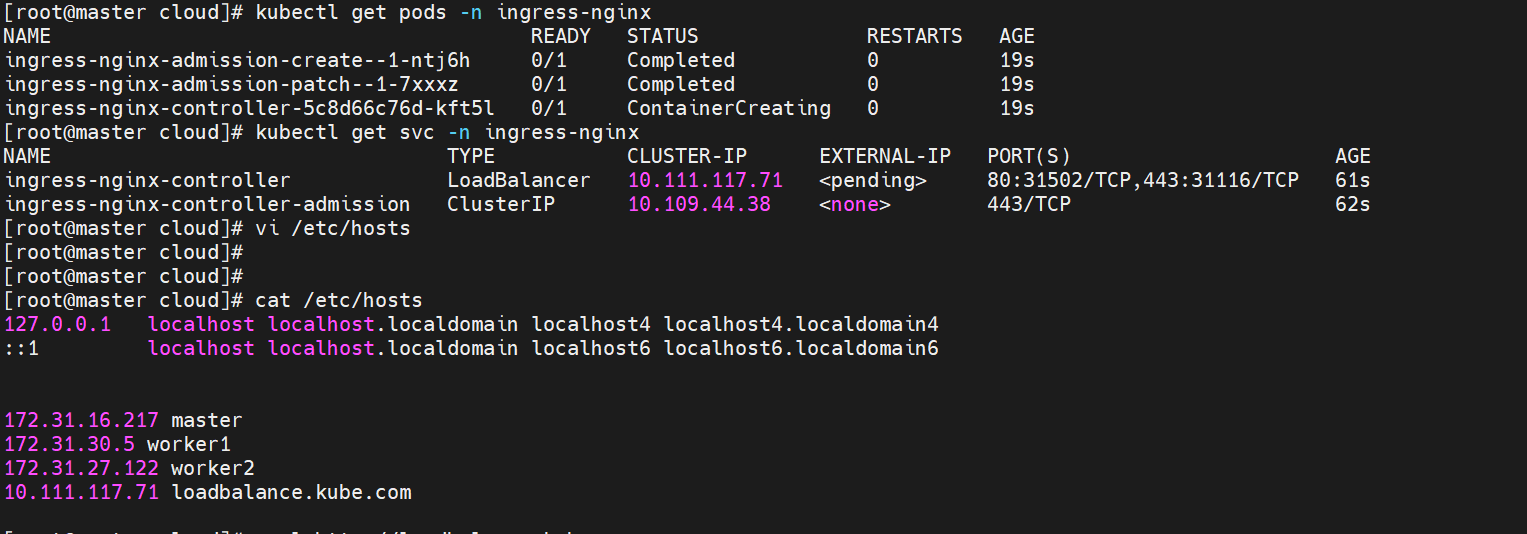 [root@master cloud]# kubectl get pods -n ingress-nginx
NAME READY STATUS RESTARTS AGE
ingress-nginx-admission-create--1-ntj6h 0/1 Completed 0 19s
ingress-nginx-admission-patch--1-7xxxz 0/1 Completed 0 19s
ingress-nginx-controller-5c8d66c76d-kft5l 0/1 ContainerCreating 0 19s
[root@master cloud]# kubectl get svc -n ingress-nginx
NAME TYPE CLUSTER-IP EXTERNAL-IP PORT(S) AGE
ingress-nginx-controller LoadBalancer 10.111.117.71 <pending> 80:31502/TCP,443:31116/TCP 61s
ingress-nginx-controller-admission ClusterIP 10.109.44.38 <none> 443/TCP 62s
[root@master cloud]# vi /etc/hosts
[root@master cloud]#
[root@master cloud]#
[root@master cloud]# cat /etc/hosts
127.0.0.1 localhost localhost.localdomain localhost4 localhost4.localdomain4
::1 localhost localhost.localdomain localhost6 localhost6.localdomain6
172.31.16.217 master
172.31.30.5 worker1
172.31.27.122 worker2
10.111.117.71 loadbalance.kube.com